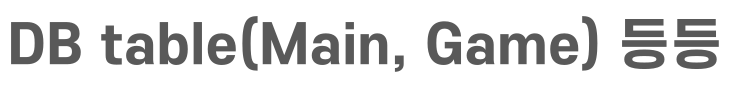 DB table(Main, Game) 등등